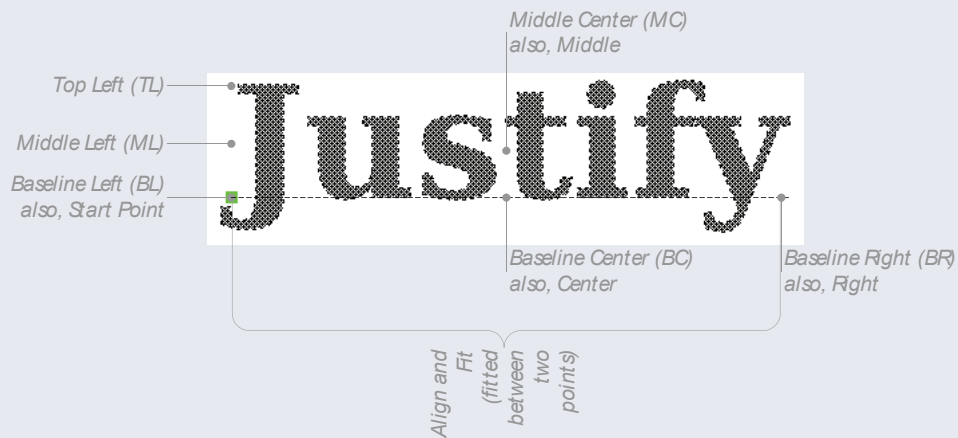 Middle Center (MC)
also, Middle
Top Left (TL)
Middle Left (ML)
Baseline Left (BL)
also, Start Point
Justify
Baseline Center (BC)
also, Center
Baseline Right (BR)
also, Right
Align and
Fit
(fitted
between
two
points)